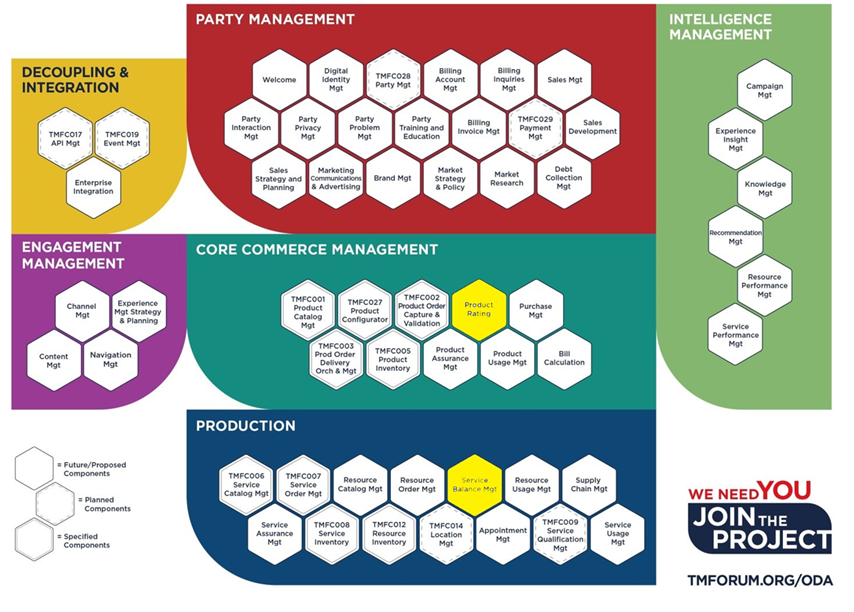 PARTY MANAGEMENT
Welcome
Digital
Identity
Mgt
TMFC028
Party Mgt
Billing
Account
Mgt
Billing
Inquiries
Mgt
Sales Mgt
Party
Interaction
Mgt
Party
Privacy
Mgt
Party
Problem
Mgt
Party
Training and
Education
Billing
Invoice Mgt
TMFC029
Payment
Mgt
Sales
Development
Sales
Strategy and
Planning
Marketing
Communications
& Advertising
Brand Mgt
Market
Strategy
& Policy
Market
Research
Debt
Collection
Mgt
INTELLIGENCE
MANAGEMENT
Campaign
Mgt
Experience
Insight
Mgt
Knowledge
Mgt
Recommendation
Mgt
Resource
Performance
Mgt
Service
Performance
Mgt
DECOUPLING &
INTEGRATION
TMFC017
API Mgt
TMFC019
Event Mgt
Enterprise
Integration
ENGAGEMENT
MANAGEMENT
Channel
Mgt
Experience
Mgt Strategy
& Planning
Content
Mgt
Navigation
Mgt
CORE COMMERCE MANAGEMENT
TMFC001
Product
Catalog
Mgt
TMFC027
Product
Configurator
TMFC002
Product Order
Capture &
Validation
Product
Rating
Purchase
Mgt
TMFC003
Prod Order
Delivery
Orch & Mgt
TMFC005
Product
Inventory
Product
Assurance
Mgt
Product
Usage Mgt
Bill
Calculation
PRODUCTION
TMFC006
Service
Catalog Mgt
TMFC007
Service
Order Mgt
Resource
Catalog Mgt
Resource
Order Mgt
Service
Balance Mgt
Resource
Usage Mgt
Supply
Chain Mgt
Service
Assurance
Mgt
TMFC008
Service
Inventory
TMFC012
Resource
Inventory
TMFC014
Location
Mgt
Appointment
Mgt
TMFC009
Service
Qualification
Mgt
Service
Usage
Mgt
= Future/Proposed
Components
= Planned
Components
= Specified
Components
WE NEED YOU
JOIN THE
PROJECT
TMFORUM.ORG/ODA